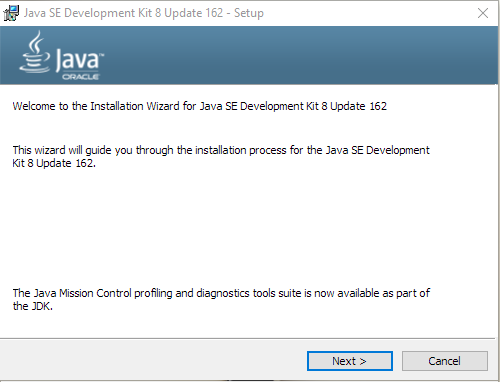 Java SE Development Kit 8 Update 162 - Setup
Java™
ORACLE
Welcome to the Installation Wizard for Java SE Development Kit 8 Update 162
This wizard will guide you through the installation process for the Java SE Development
Kit 8 Update 162.
The Java Mission Control profiling and diagnostics tools suite is now available as part of
the JDK.
Next >
Cancel